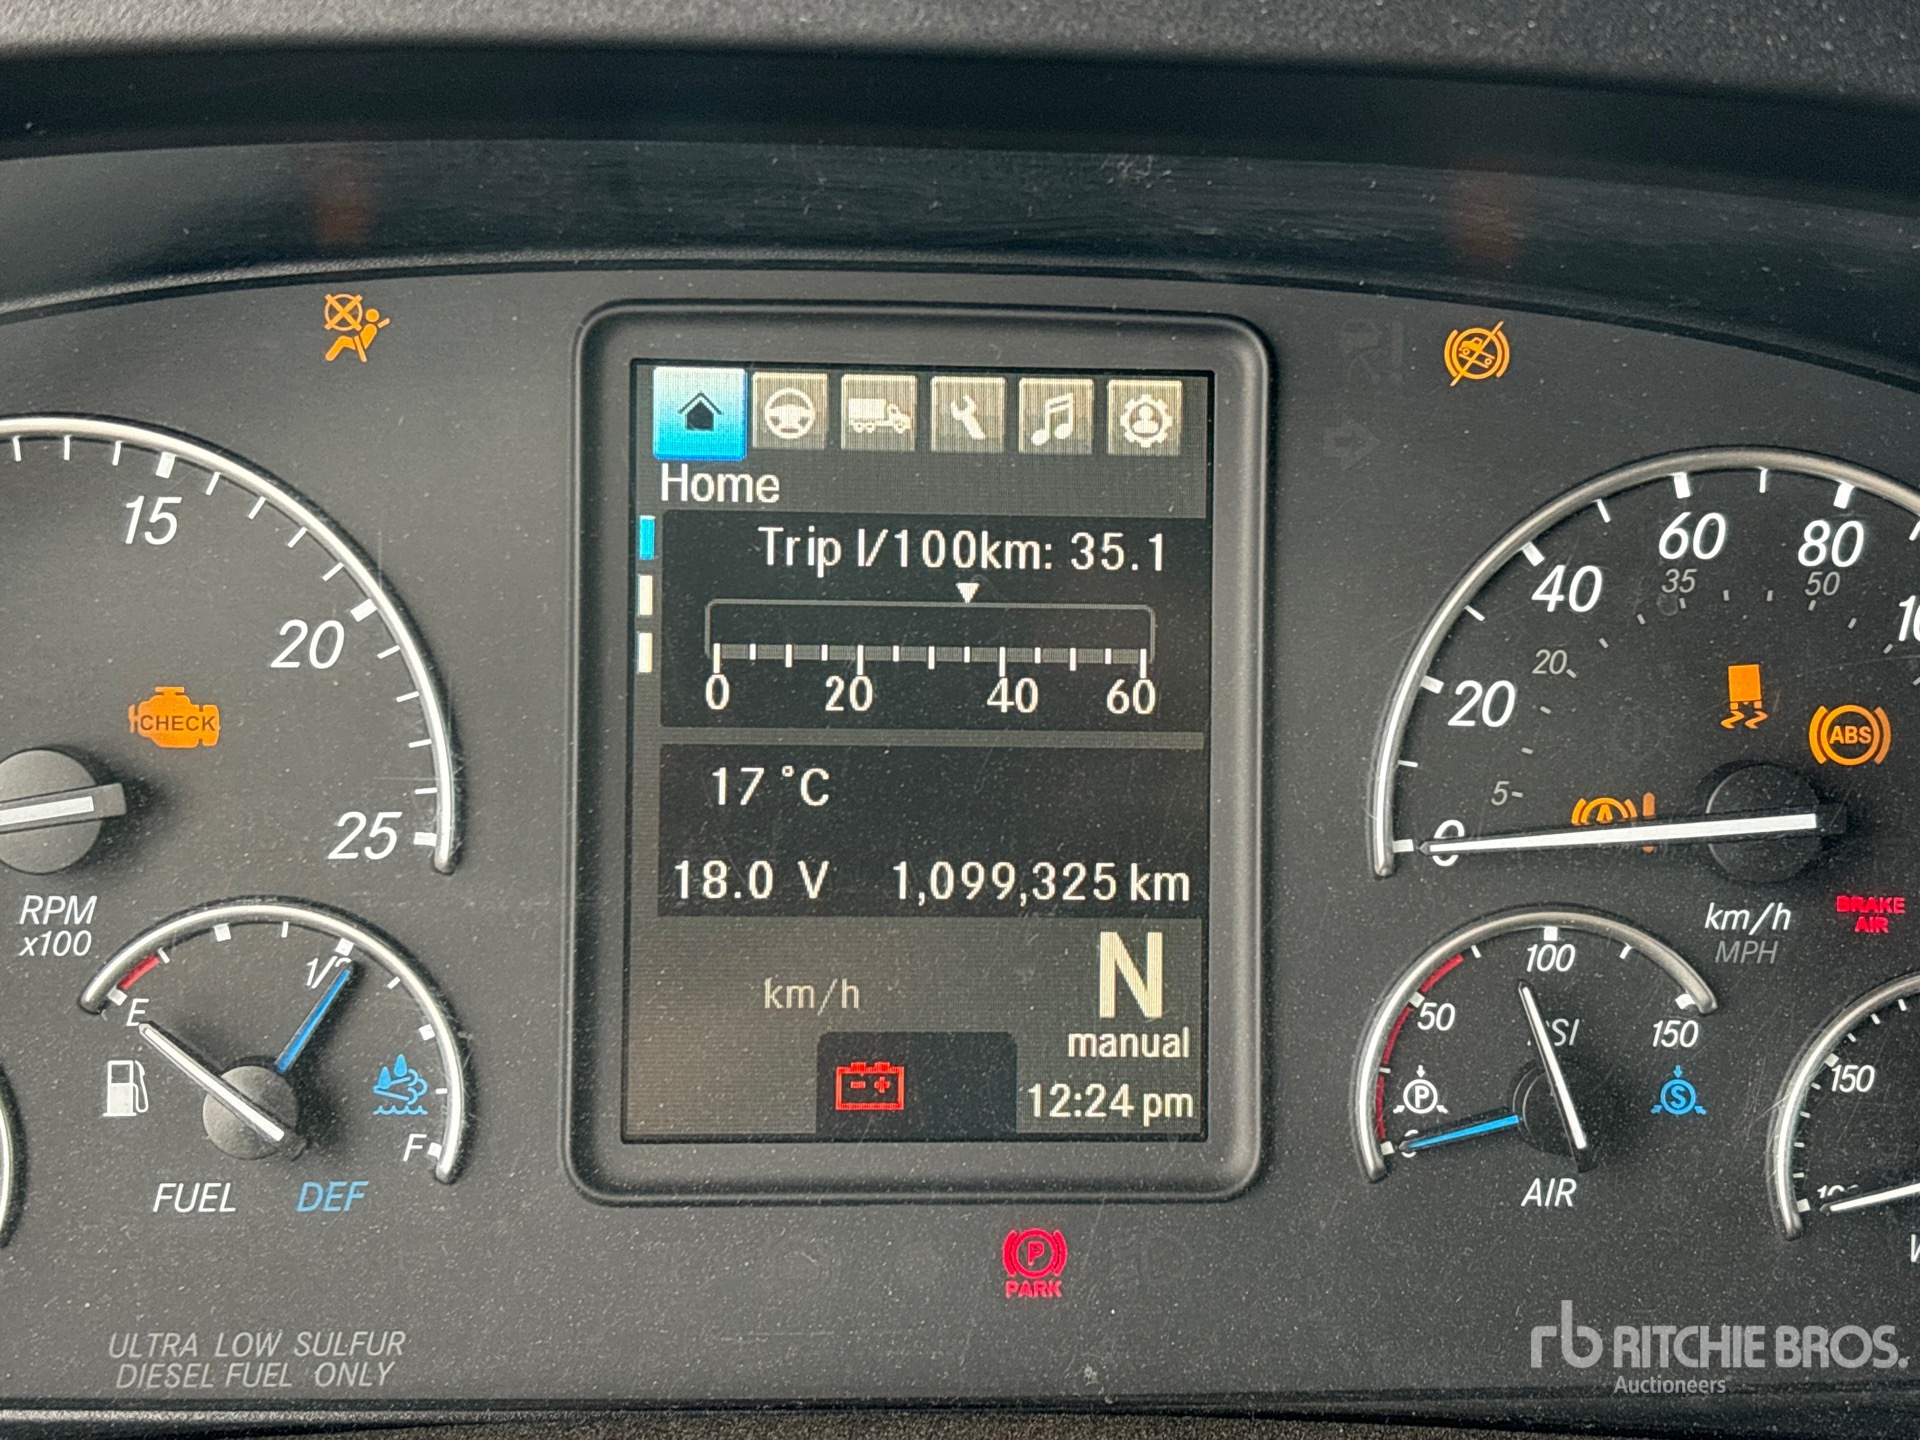 Home
Trip l/100km: 35.1
0 20 40 60
17 °C
18.0 V 1,099,325 km
km/h
N
manual
12:24 pm
15
20
25
CHECK
RPM
x100
E
F
FUEL DEF
ULTRA LOW SULFUR
DIESEL FUEL ONLY
PARK
P
60
80
40
20
0
35
50
20
5
ABS
A
km/h
MPH
BRAKE
AIR
100
50
150
P
S
AIR
150
RITCHIE BROS.
Auctioneers